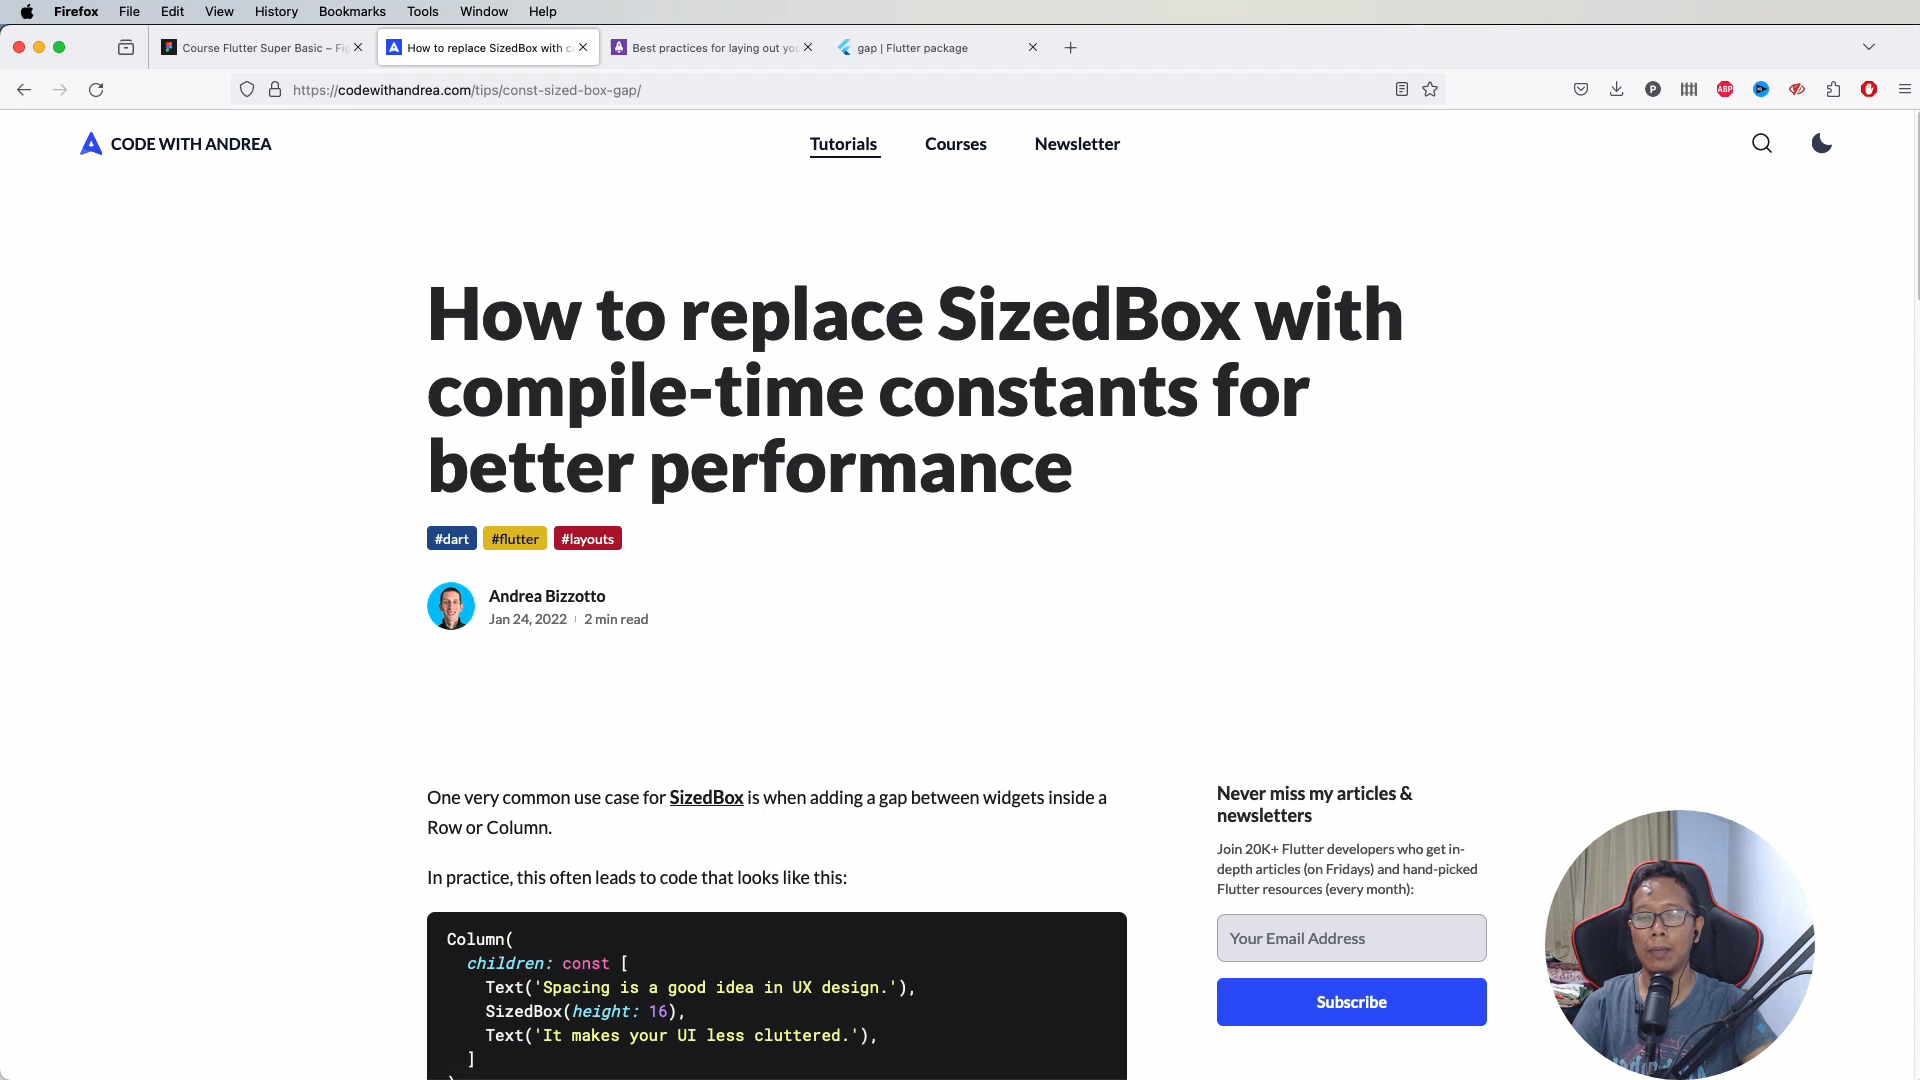 Firefox File Edit View History Bookmarks Tools Window Help
Course Flutter Super Basic – Fig
How to replace SizedBox with c
Best practices for laying out you
gap | Flutter package
https://codewithandrea.com/tips/const-sized-box-gap/
CODE WITH ANDREA
Tutorials Courses Newsletter
How to replace SizedBox with
compile-time constants for
better performance
#dart #flutter #layouts
Andrea Bizzotto
Jan 24, 2022 2 min read
One very common use case for SizedBox is when adding a gap between widgets inside a
Row or Column.
In practice, this often leads to code that looks like this:
Column(
children: const [
Text('Spacing is a good idea in UX design.'),
SizedBox(height: 16),
Text('It makes your UI less cluttered.'),
]
Never miss my articles &
newsletters
Join 20K+ Flutter developers who get in-
depth articles (on Fridays) and hand-picked
Flutter resources (every month):
Your Email Address
Subscribe
P
ABP